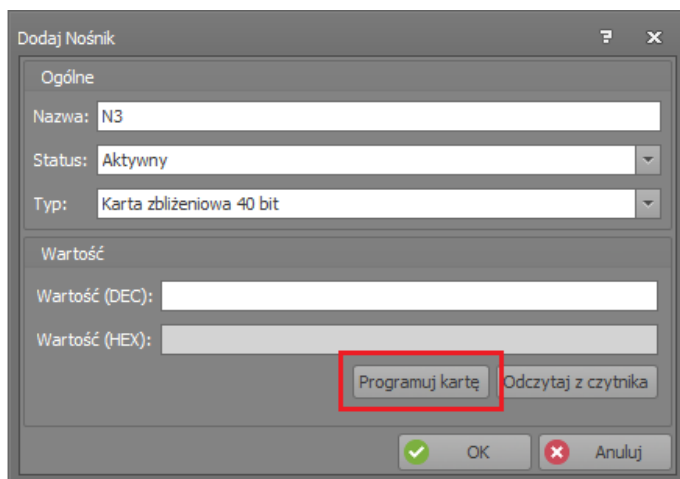 Dodaj Nośnik
Ogólne
Nazwa: N3
Status: Aktywny
Typ: Karta zbliżeniowa 40 bit
Wartość
Wartość (DEC):
Wartość (HEX):
Programuj kartę Odczytaj z czytnika
OK Anuluj